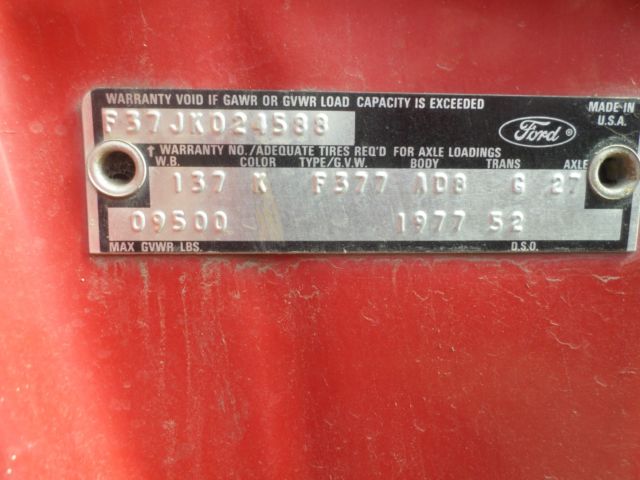 WARRANTY VOID IF GAWR OR GVWR LOAD CAPACITY IS EXCEEDED
MADE IN
U.S.A.
F37JK024588
Ford
↑ WARRANTY NO./ADEQUATE TIRES REQ'D FOR AXLE LOADINGS
W.B. COLOR TYPE/G.V.W. BODY TRANS AXLE
137 K F377 AD8 G 27
09500 1977 52
MAX GVWR LBS. D.S.O.